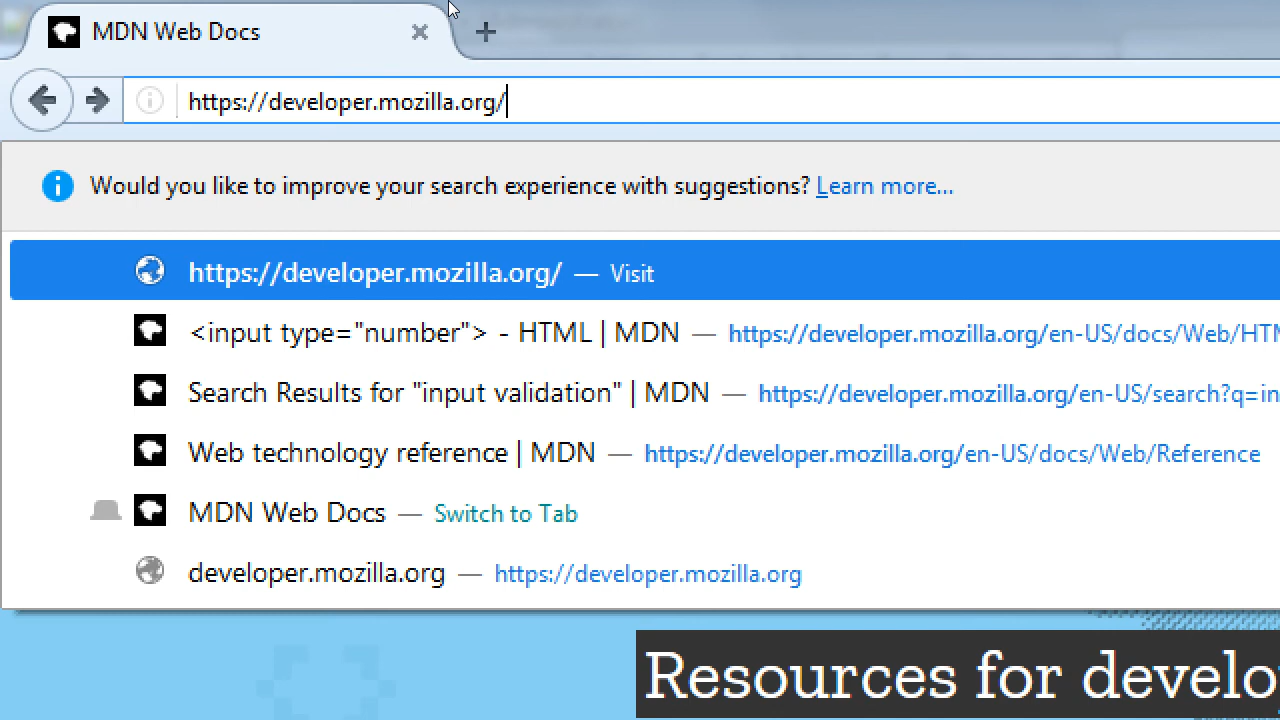 MDN Web Docs
https://developer.mozilla.org/
Would you like to improve your search experience with suggestions? Learn more...
https://developer.mozilla.org/ — Visit
<input type="number"> - HTML | MDN — https://developer.mozilla.org/en-US/docs/Web/HTM
Search Results for "input validation" | MDN — https://developer.mozilla.org/en-US/search?q=in
Web technology reference | MDN — https://developer.mozilla.org/en-US/docs/Web/Reference
MDN Web Docs — Switch to Tab
developer.mozilla.org — https://developer.mozilla.org
Resources for develo